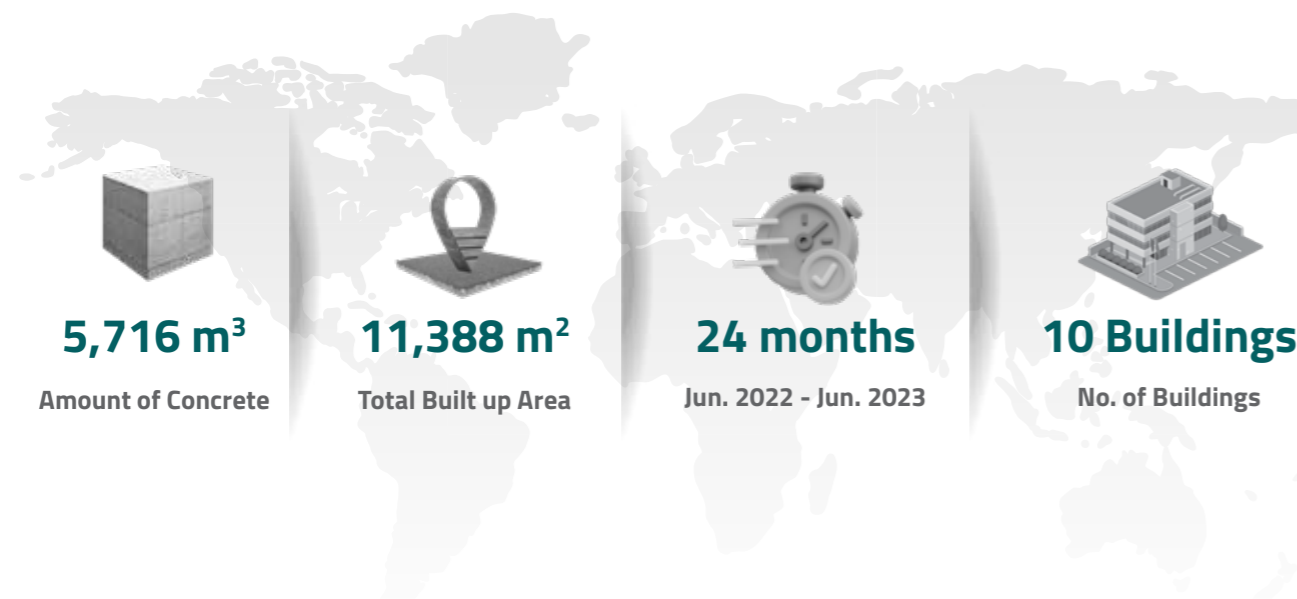 5,716 m³
Amount of Concrete
11,388 m²
Total Built up Area
24 months
Jun. 2022 - Jun. 2023
10 Buildings
No. of Buildings